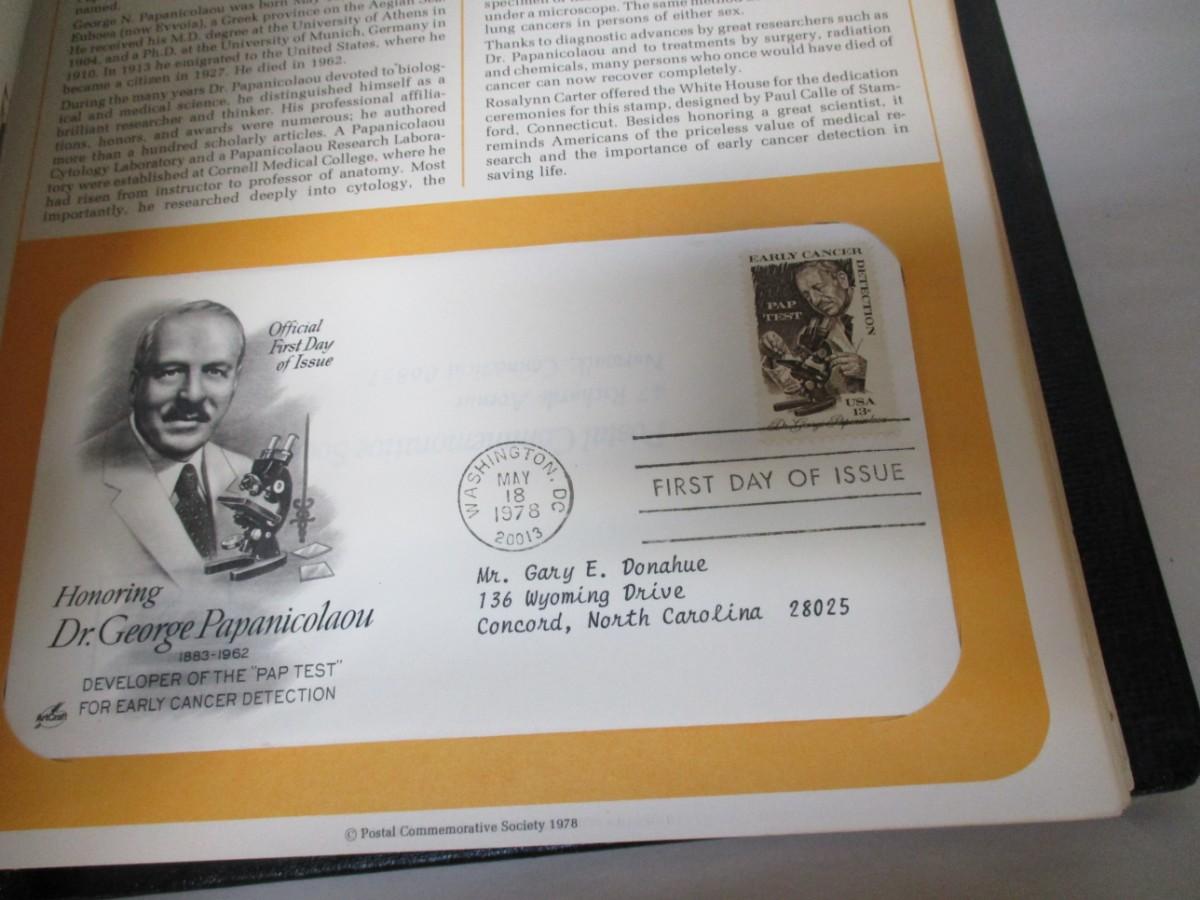 named.
George N. Papanicolaou was born May
Euboea (now Evvoia), a Greek province on the Aegean Sea.
He received his M.D. degree at the University of Athens in
1904, and a Ph.D. at the University of Munich, Germany in
1910. In 1913 he emigrated to the United States, where he
became a citizen in 1927. He died in 1962.
During the many years Dr. Papanicolaou devoted to biolog-
ical and medical science, he distinguished himself as a
brilliant researcher and thinker. His professional affilia-
tions, honors, and awards were numerous; he authored
more than a hundred scholarly articles. A Papanicolaou
Cytology Laboratory and a Papanicolaou Research Labora-
tory were established at Cornell Medical College, where he
had risen from instructor to professor of anatomy. Most
importantly, he researched deeply into cytology, the
under a microscope. The same method
lung cancers in persons of either sex.
Thanks to diagnostic advances by great researchers such as
Dr. Papanicolaou and to treatments by surgery, radiation
and chemicals, many persons who once would have died of
cancer can now recover completely.
Rosalynn Carter offered the White House for the dedication
ceremonies for this stamp, designed by Paul Calle of Stam-
ford, Connecticut. Besides honoring a great scientist, it
reminds Americans of the priceless value of medical re-
search and the importance of early cancer detection in
saving life.
Official
First Day
of Issue
EARLY CANCER
DETECTION
PAP
TEST
USA
13c
Dr. George Papanicolaou
WASHINGTON, DC
MAY
18
1978
20013
FIRST DAY OF ISSUE
Mr. Gary E. Donahue
136 Wyoming Drive
Concord, North Carolina 28025
Honoring
Dr. George Papanicolaou
1883-1962
DEVELOPER OF THE "PAP TEST"
FOR EARLY CANCER DETECTION
ArtCraft
© Postal Commemorative Society 1978